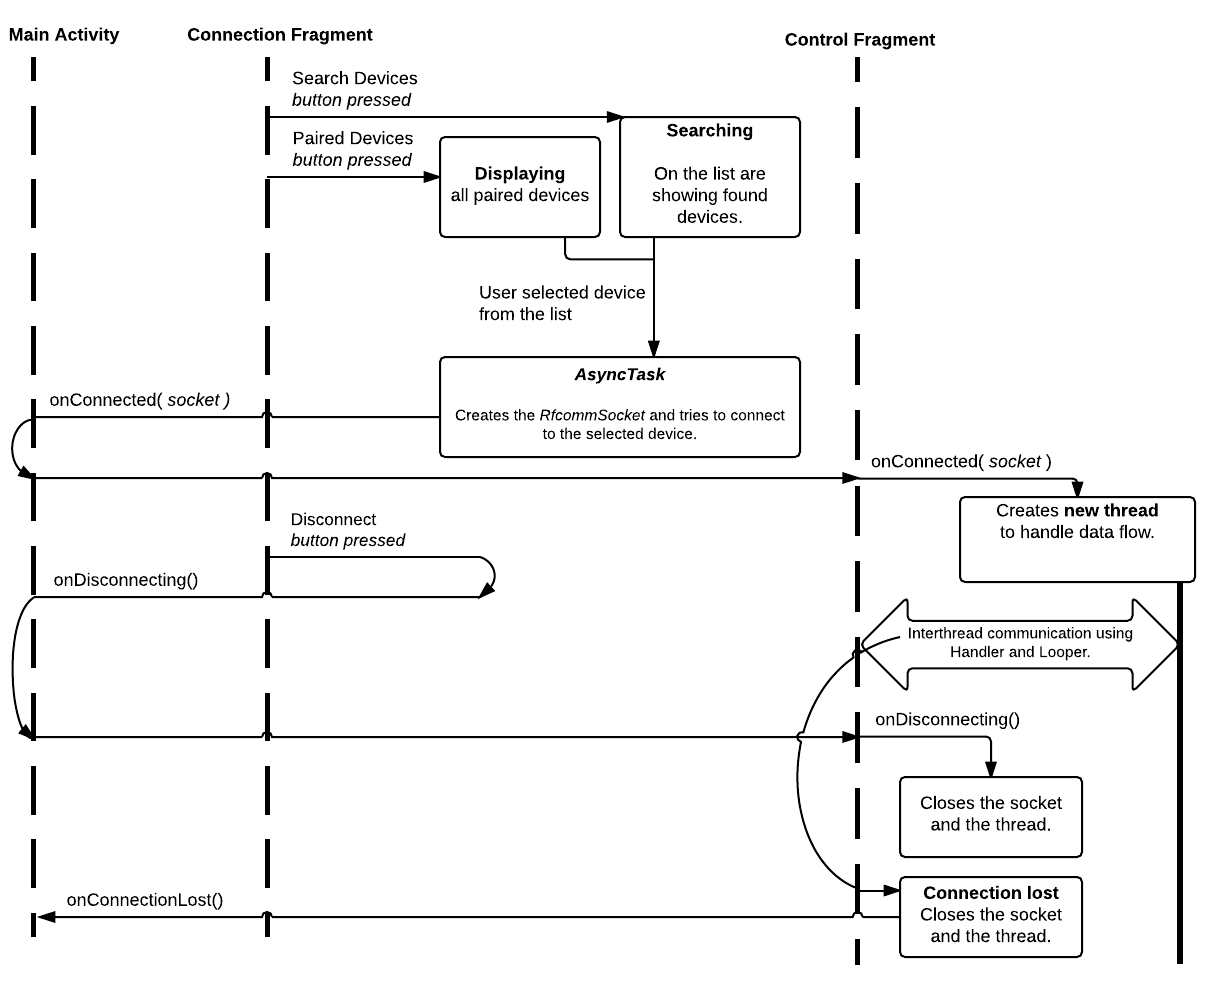 Main Activity
Connection Fragment
Control Fragment
Search Devices
button pressed
Paired Devices
button pressed
Displaying
all paired devices
Searching
On the list are
showing found
devices.
User selected device
from the list
AsyncTask
Creates the RfcommSocket and tries to connect
to the selected device.
onConnected( socket )
onConnected( socket )
Creates new thread
to handle data flow.
Disconnect
button pressed
onDisconnecting()
Interthread communication using
Handler and Looper.
onDisconnecting()
Closes the socket
and the thread.
Connection lost
Closes the socket
and the thread.
onConnectionLost()